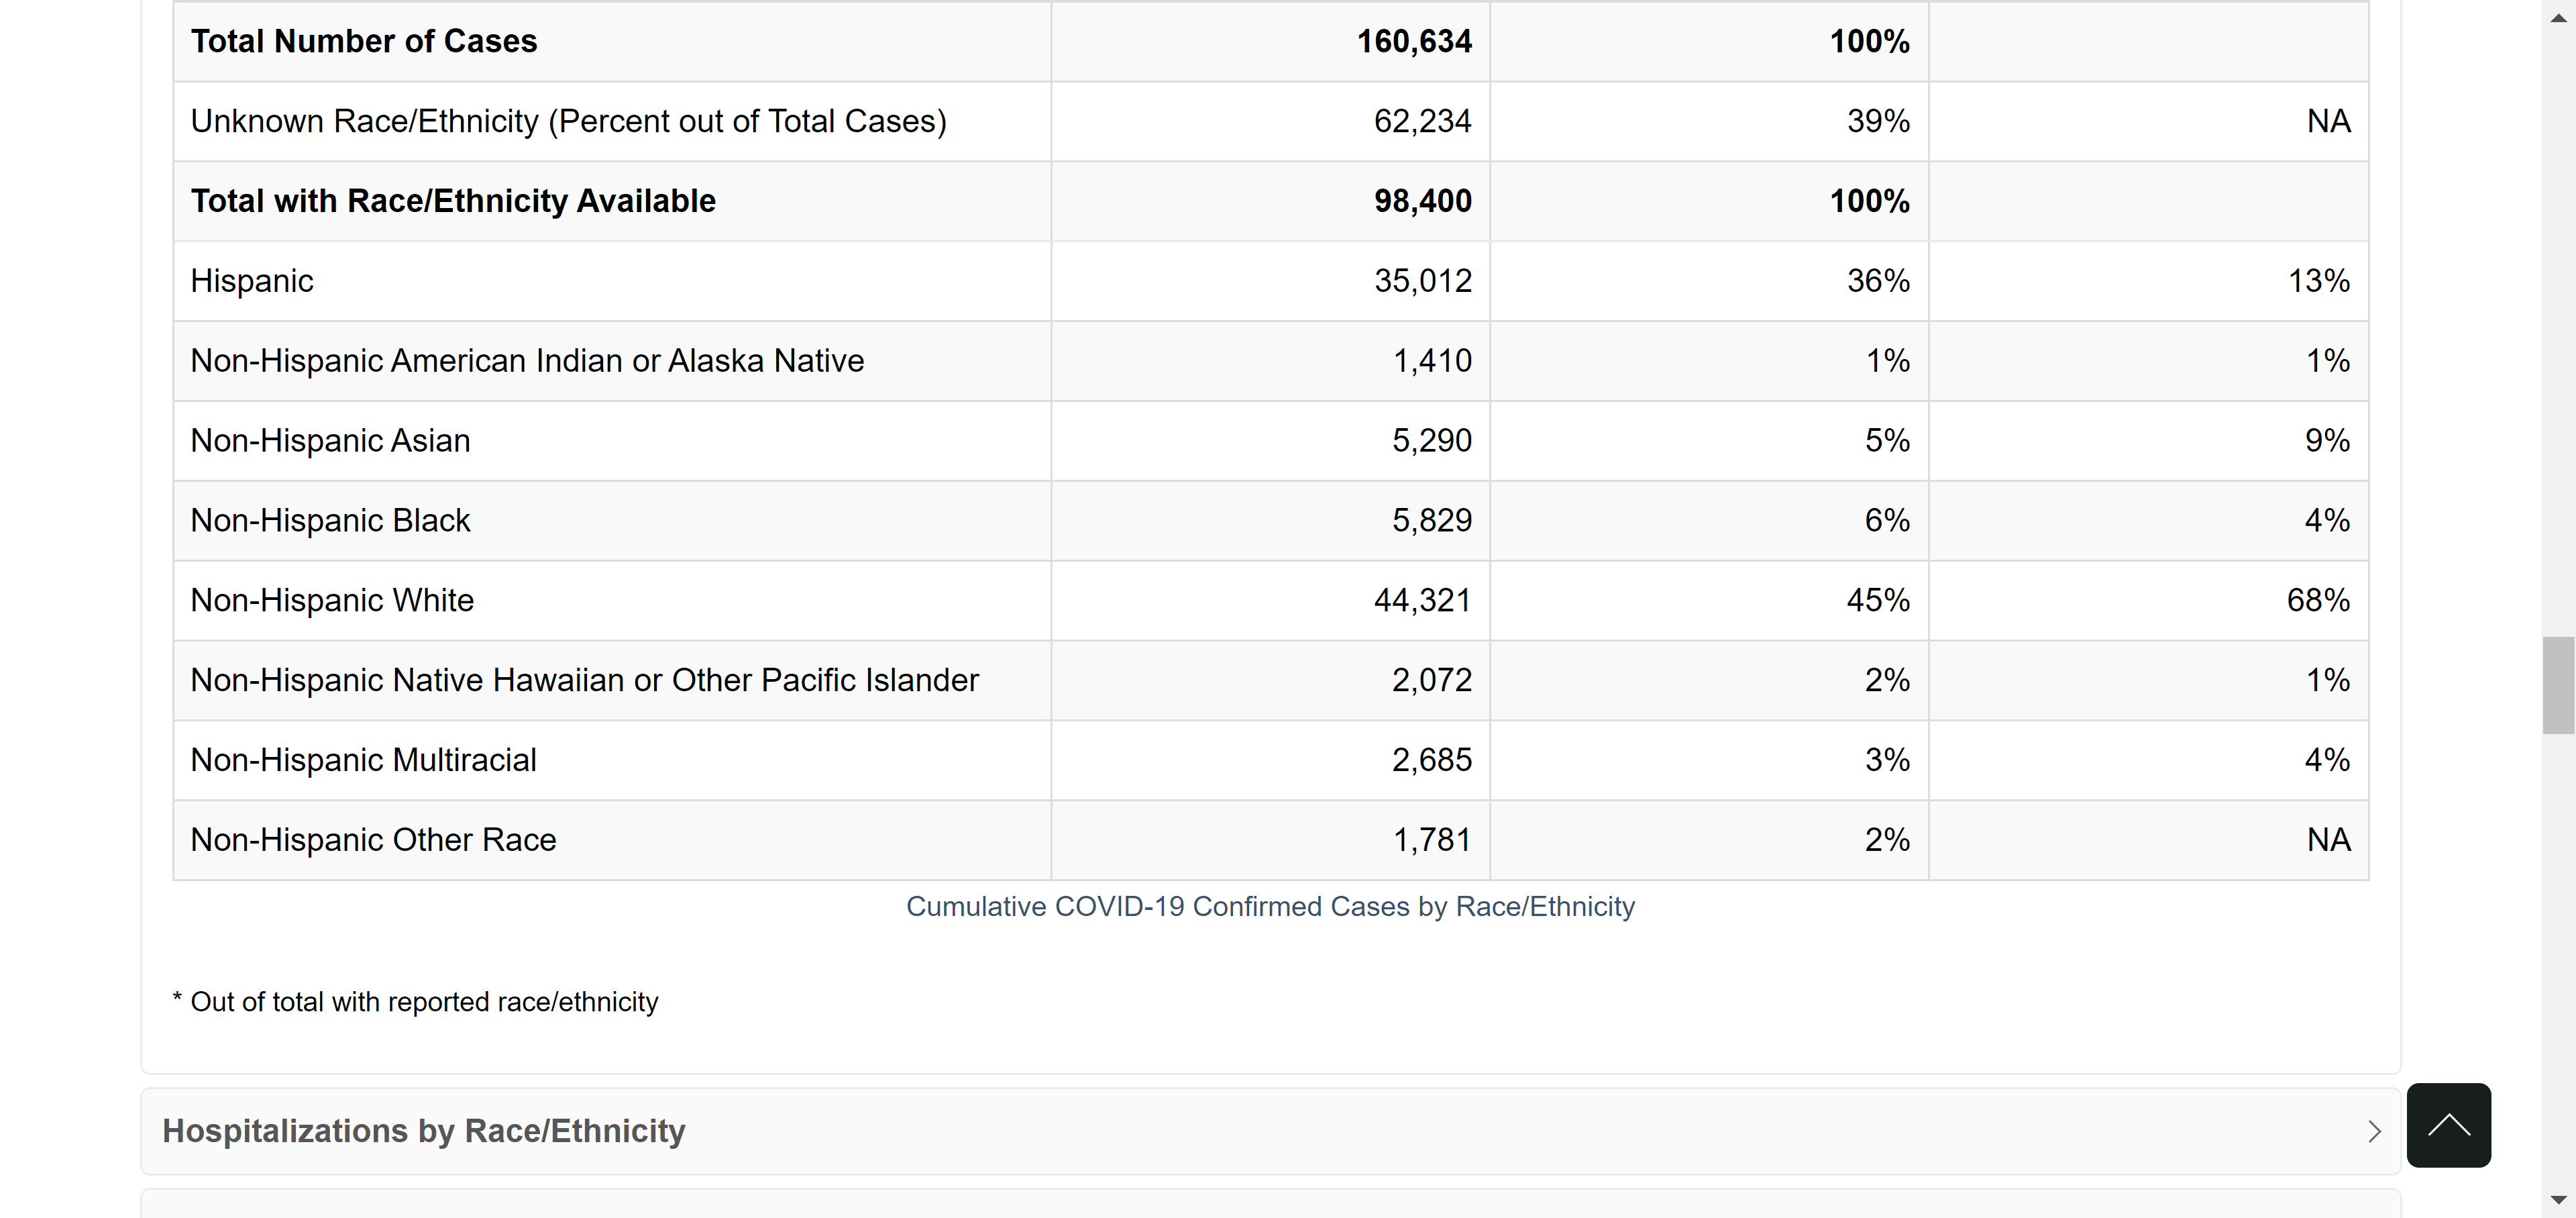 Total Number of Cases 160,634 100%
Unknown Race/Ethnicity (Percent out of Total Cases) 62,234 39% NA
Total with Race/Ethnicity Available 98,400 100%
Hispanic 35,012 36% 13%
Non-Hispanic American Indian or Alaska Native 1,410 1% 1%
Non-Hispanic Asian 5,290 5% 9%
Non-Hispanic Black 5,829 6% 4%
Non-Hispanic White 44,321 45% 68%
Non-Hispanic Native Hawaiian or Other Pacific Islander 2,072 2% 1%
Non-Hispanic Multiracial 2,685 3% 4%
Non-Hispanic Other Race 1,781 2% NA
Cumulative COVID-19 Confirmed Cases by Race/Ethnicity
* Out of total with reported race/ethnicity
Hospitalizations by Race/Ethnicity